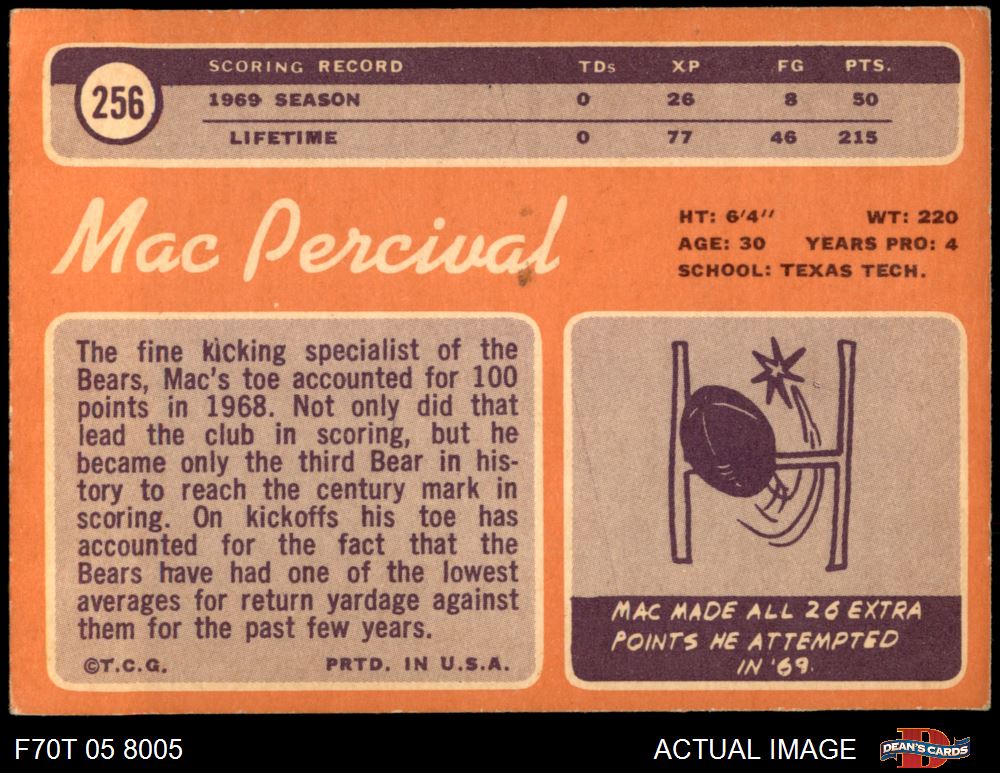 SCORING RECORD TDs XP FG PTS.
256
1969 SEASON 0 26 8 50
LIFETIME 0 77 46 215
Mac Percival
HT: 6'4" WT: 220
AGE: 30 YEARS PRO: 4
SCHOOL: TEXAS TECH.
The fine kicking specialist of the
Bears, Mac's toe accounted for 100
points in 1968. Not only did that
lead the club in scoring, but he
became only the third Bear in his-
tory to reach the century mark in
scoring. On kickoffs his toe has
accounted for the fact that the
Bears have had one of the lowest
averages for return yardage against
them for the past few years.
©T.C.G. PRTD. IN U.S.A.
MAC MADE ALL 26 EXTRA
POINTS HE ATTEMPTED
IN '69.
F70T 05 8005 ACTUAL IMAGE
D
DEAN'S CARDS